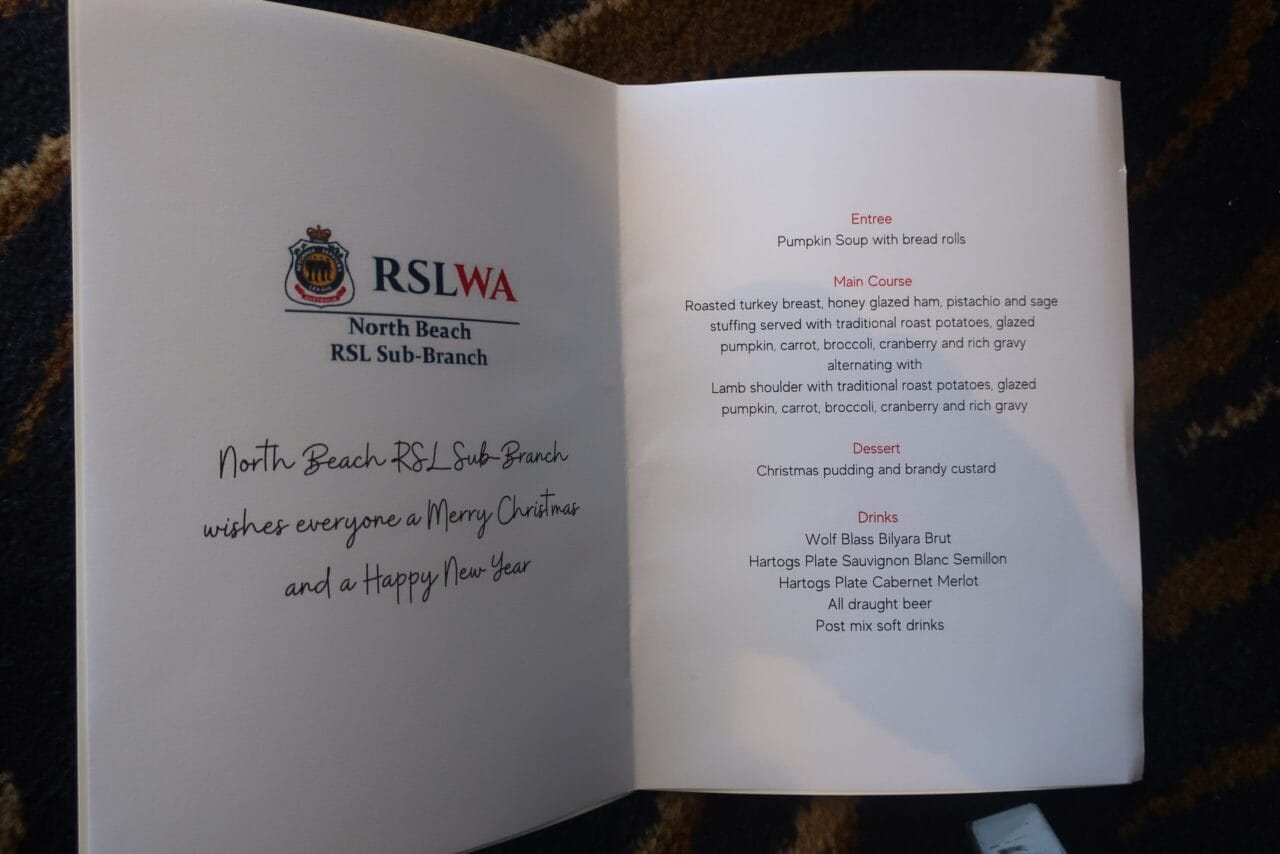 RSLWA
North Beach
RSL Sub-Branch
North Beach RSL Sub-Branch
wishes everyone a Merry Christmas
and a Happy New Year
Entree
Pumpkin Soup with bread rolls
Main Course
Roasted turkey breast, honey glazed ham, pistachio and sage
stuffing served with traditional roast potatoes, glazed
pumpkin, carrot, broccoli, cranberry and rich gravy
alternating with
Lamb shoulder with traditional roast potatoes, glazed
pumpkin, carrot, broccoli, cranberry and rich gravy
Dessert
Christmas pudding and brandy custard
Drinks
Wolf Blass Bilyara Brut
Hartogs Plate Sauvignon Blanc Semillon
Hartogs Plate Cabernet Merlot
All draught beer
Post mix soft drinks